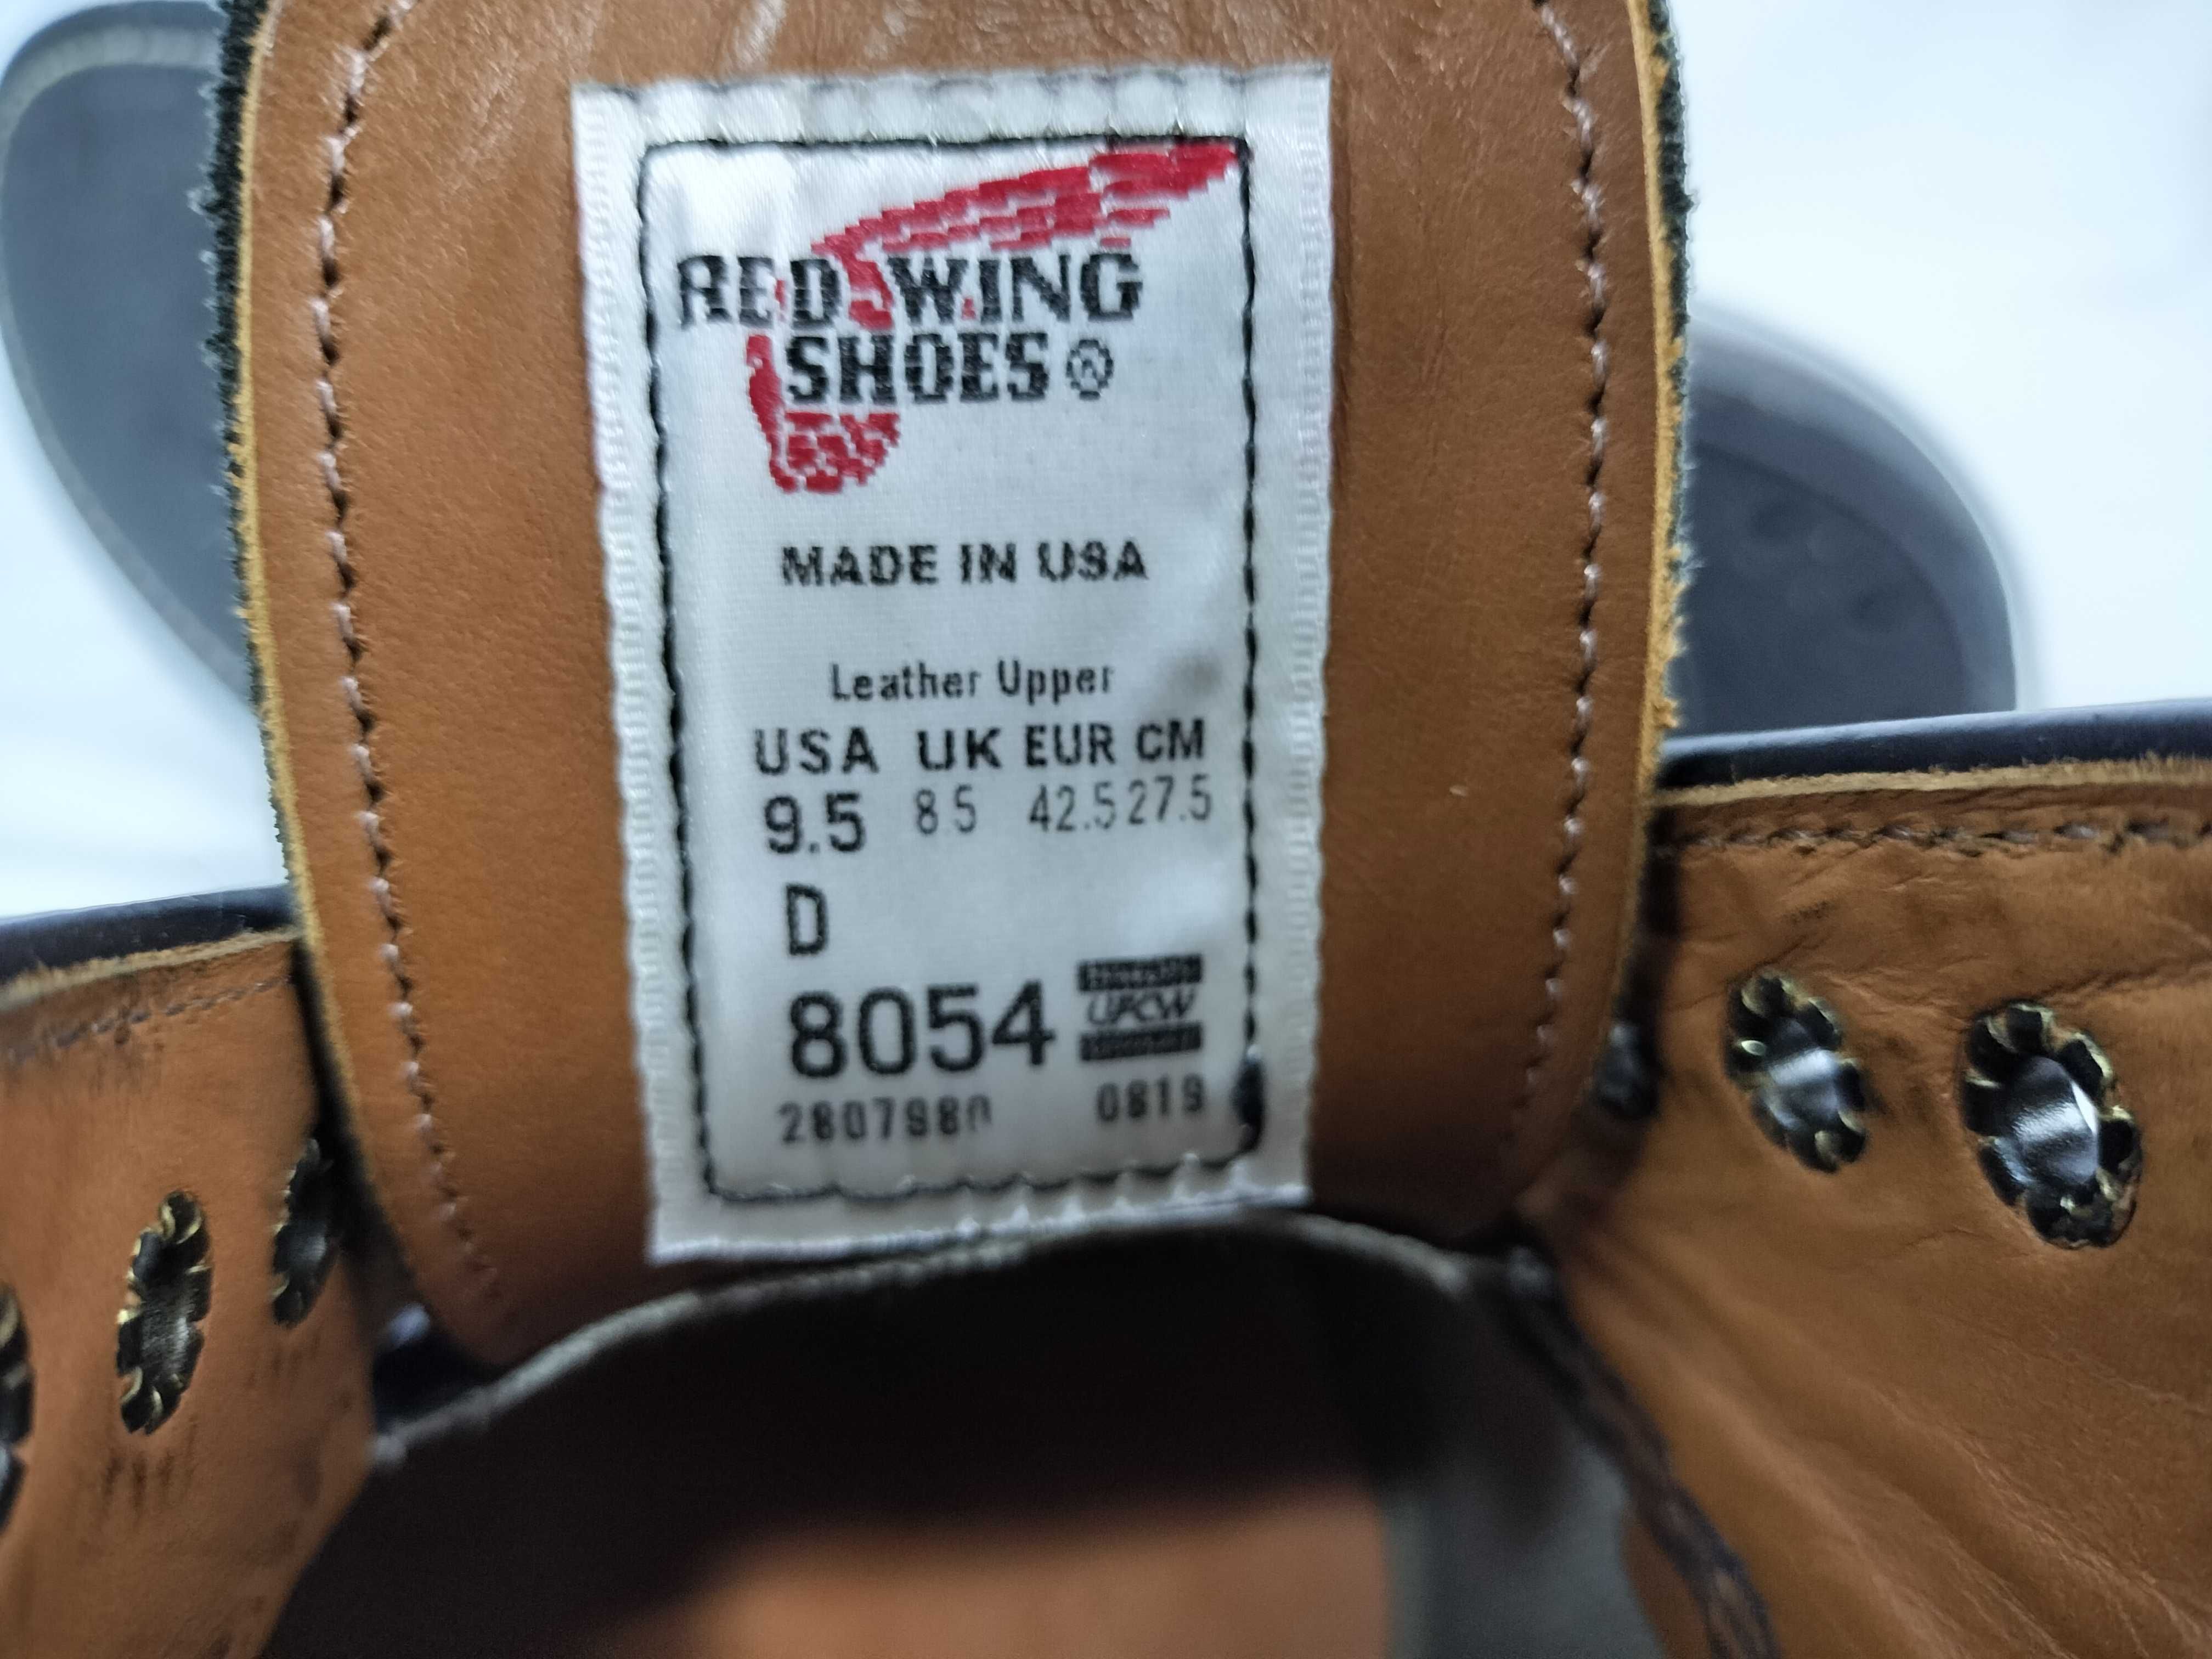 RED WING
SHOES ®
MADE IN USA
Leather Upper
USA UK EUR CM
9.5 8.5 42.5 27.5
D
8054 UFCW
0819